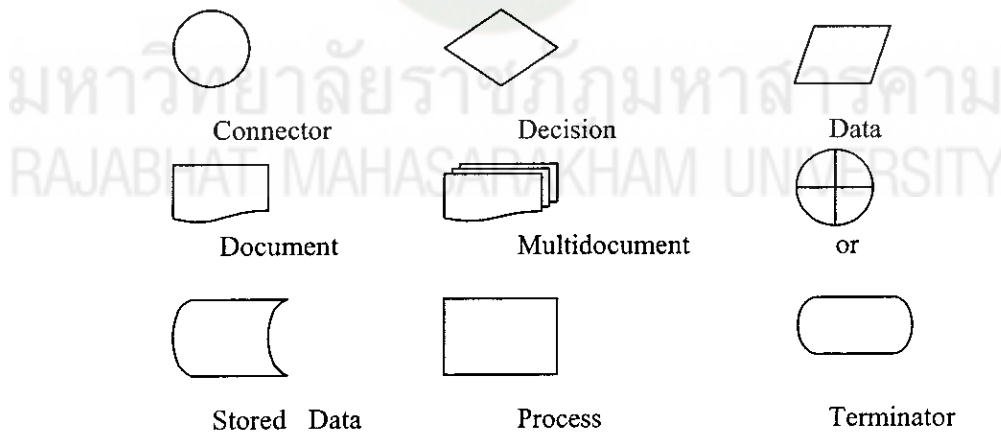 มหาวิทยาลัยราชภัฏมหาสารคาม
Connector Decision Data
RAJABHAT MAHASARAKHAM UNIVERSITY
Document Multidocument or
Stored Data Process Terminator